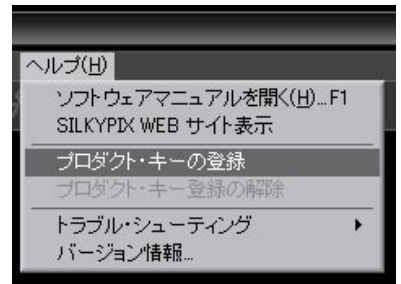 ヘルプ(H)
ソフトウェアマニュアルを開く(H)...F1
SILKYPIX WEB サイト表示
プロダクト・キーの登録
プロダクト・キー登録の解除
トラブル・シューティング
バージョン情報...